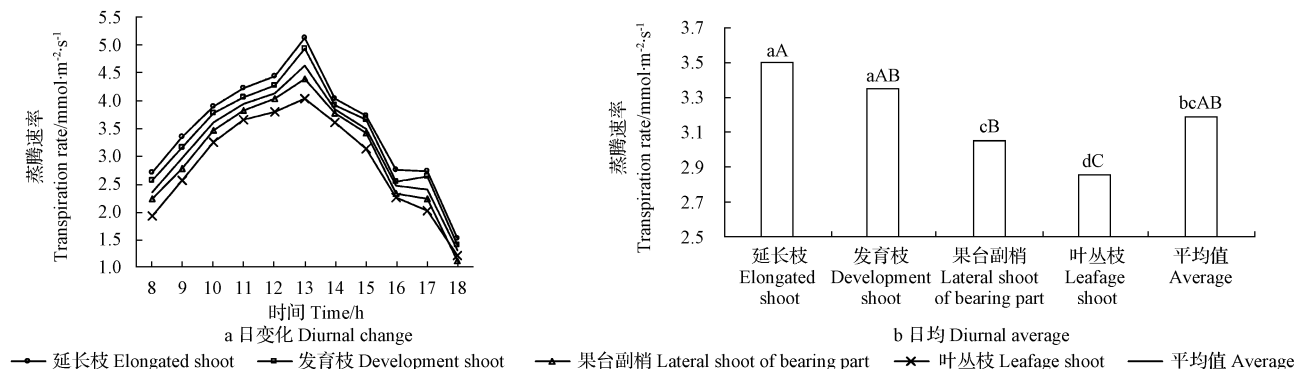 蒸腾速率
Transpiration rate/mmol·m⁻²·s⁻¹
5.5
5.0
4.5
4.0
3.5
3.0
2.5
2.0
1.5
1.0
8 9 10 11 12 13 14 15 16 17 18
时间 Time/h
a 日变化 Diurnal change
蒸腾速率
Transpiration rate/mmol·m⁻²·s⁻¹
3.7
3.5
3.3
3.1
2.9
2.7
2.5
aA aAB cB dC bcAB
延长枝 发育枝 果台副梢 叶丛枝 平均值
Elongated Development Lateral shoot Leafage Average
shoot shoot of bearing part shoot
b 日均 Diurnal average
延长枝 Elongated shoot 发育枝 Development shoot 果台副梢 Lateral shoot of bearing part 叶丛枝 Leafage shoot 平均值 Average